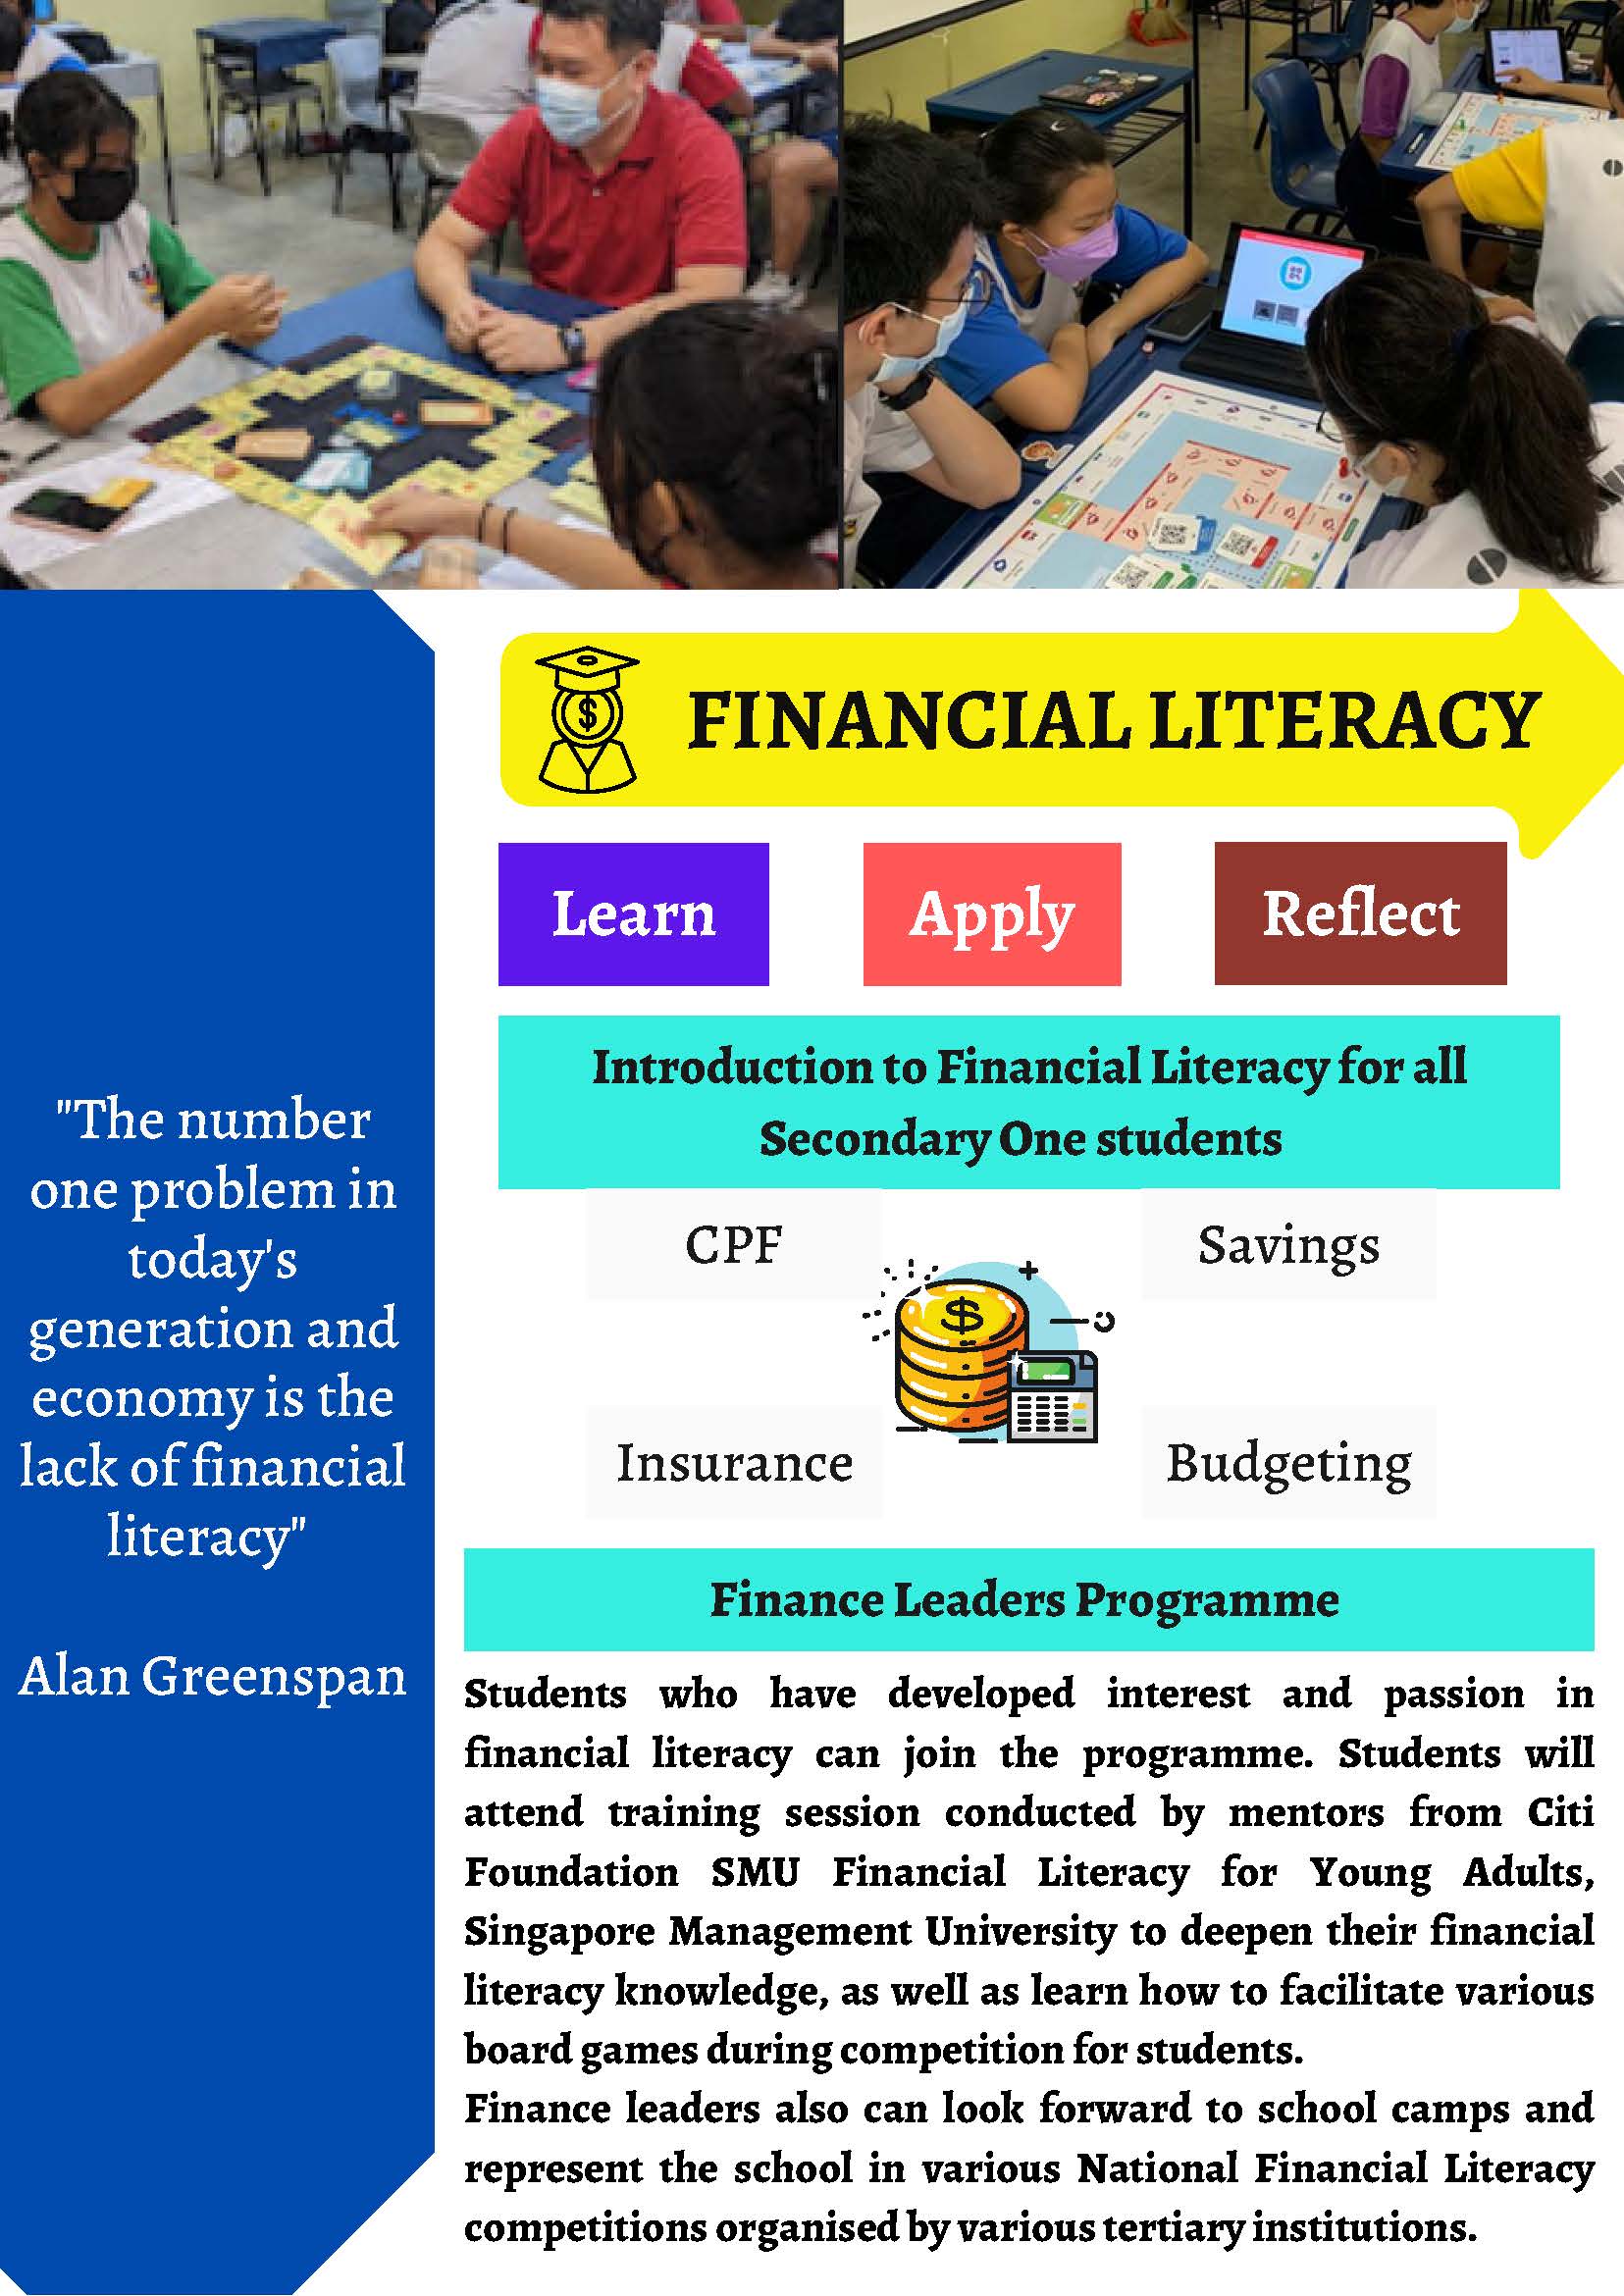 FINANCIAL LITERACY
Learn
Apply
Reflect
Introduction to Financial Literacy for all
Secondary One students
CPF
Savings
Insurance
Budgeting
"The number
one problem in
today's
generation and
economy is the
lack of financial
literacy"
Alan Greenspan
Finance Leaders Programme
Students who have developed interest and passion in
financial literacy can join the programme. Students will
attend training session conducted by mentors from Citi
Foundation SMU Financial Literacy for Young Adults,
Singapore Management University to deepen their financial
literacy knowledge, as well as learn how to facilitate various
board games during competition for students.
Finance leaders also can look forward to school camps and
represent the school in various National Financial Literacy
competitions organised by various tertiary institutions.